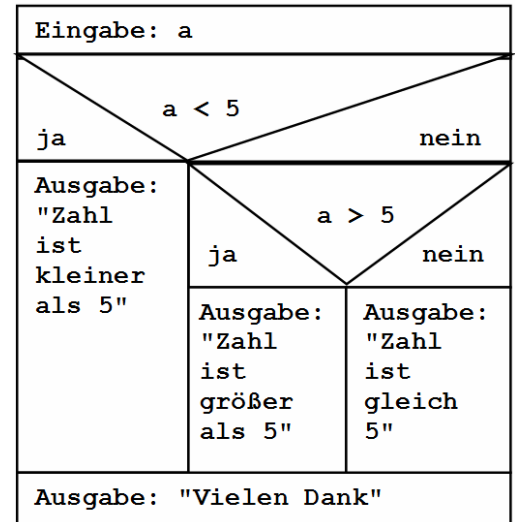 Eingabe: a
a < 5
ja
nein
Ausgabe:
"Zahl
ist
kleiner
als 5"
a > 5
ja
nein
Ausgabe:
"Zahl
ist
größer
als 5"
Ausgabe:
"Zahl
ist
gleich
5"
Ausgabe: "Vielen Dank"